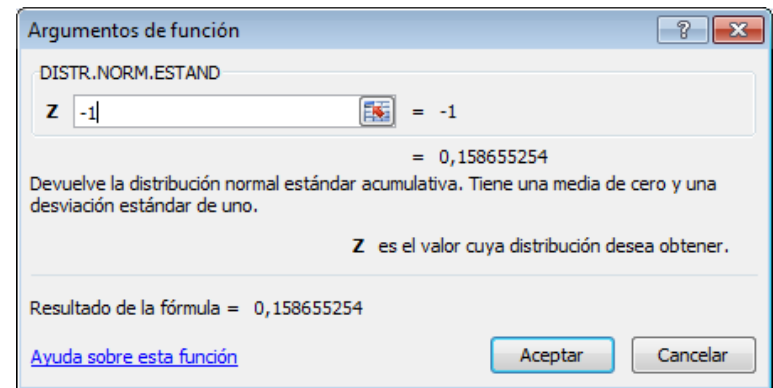 Argumentos de función
DISTR.NORM.ESTAND
Z -1 = -1
= 0,158655254
Devuelve la distribución normal estándar acumulativa. Tiene una media de cero y una
desviación estándar de uno.
Z es el valor cuya distribución desea obtener.
Resultado de la fórmula = 0,158655254
Ayuda sobre esta función Aceptar Cancelar